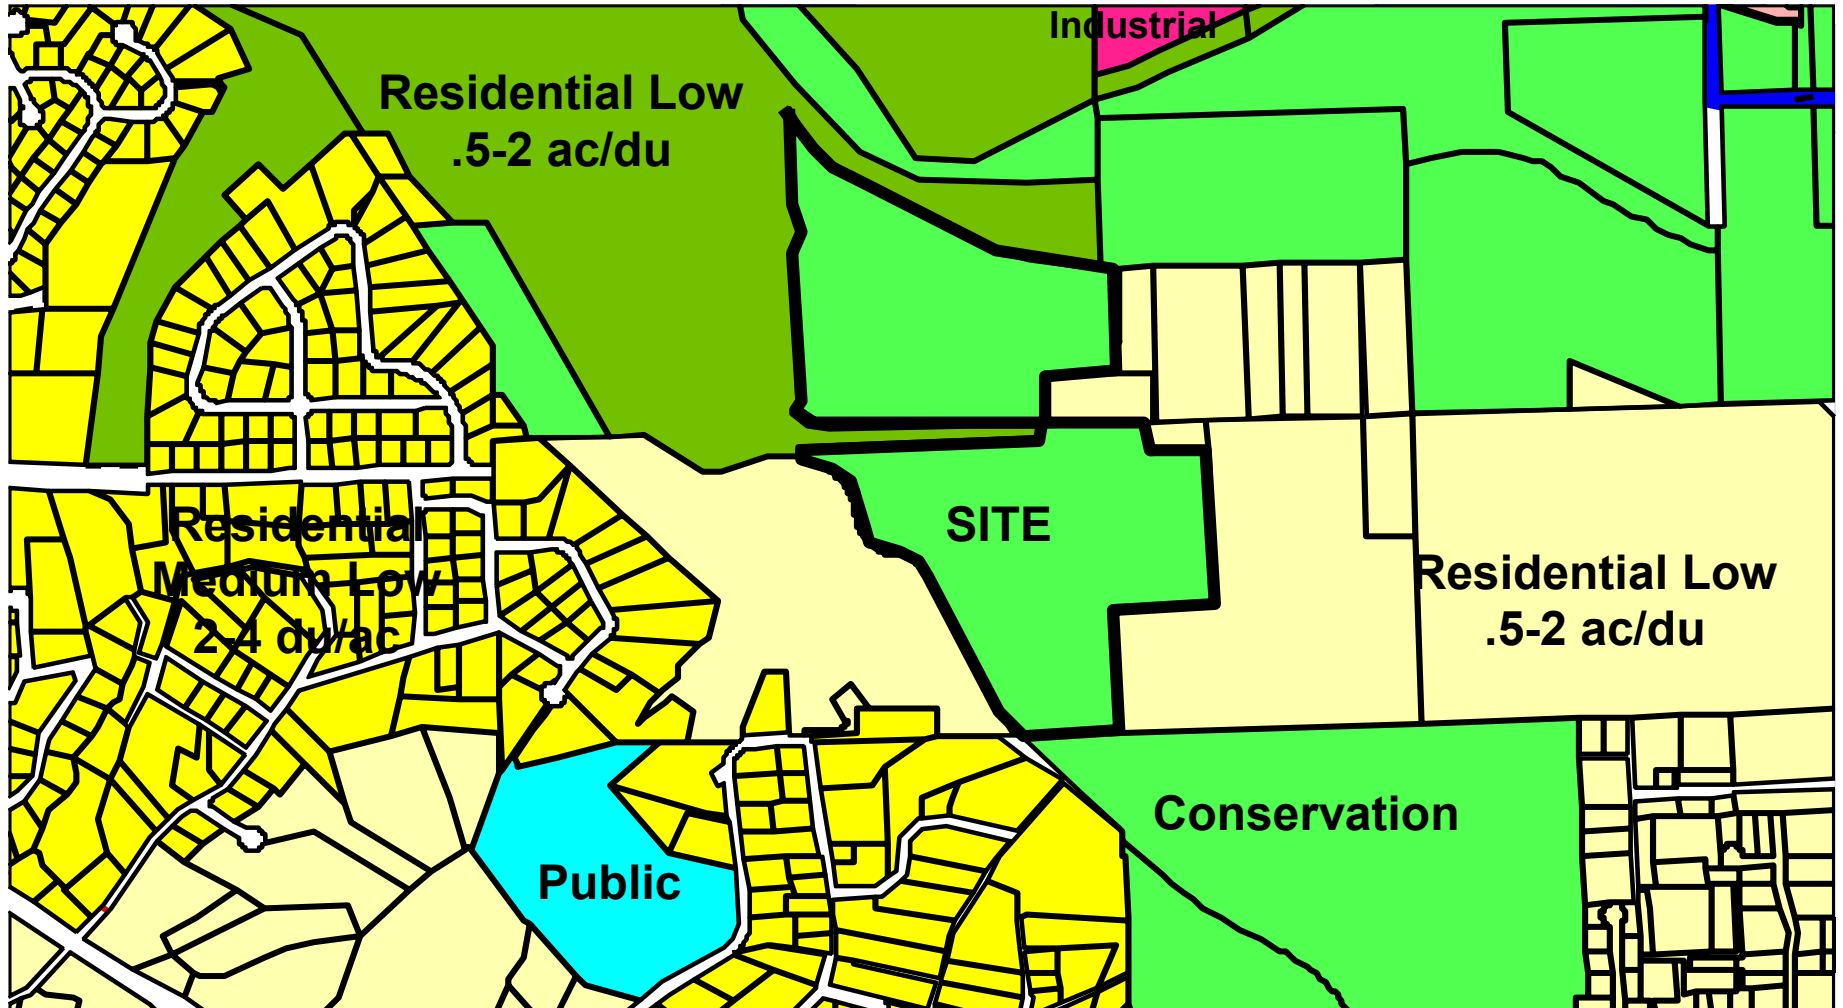 Industrial
Residential Low
.5-2 ac/du
SITE
Residential
Medium Low
2-4 du/ac
Residential Low
.5-2 ac/du
Conservation
Public